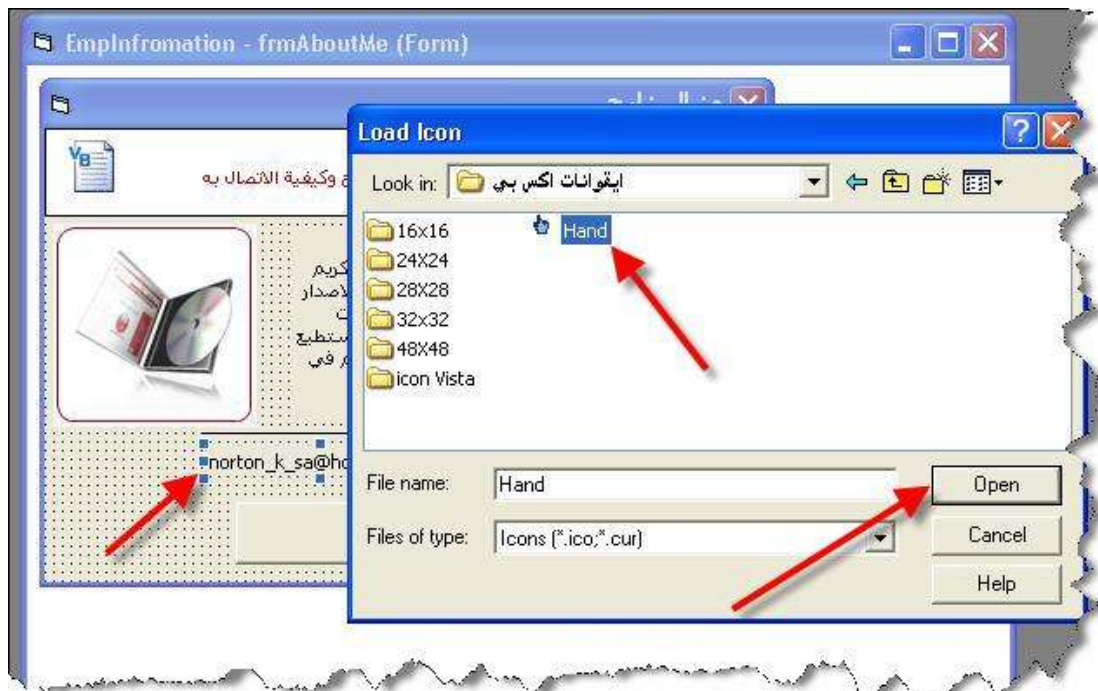 EmpInfromation - frmAboutMe (Form)
Load Icon
VB
وكيفية الاتصال به
Look in:
ايقونات اكس بي
16x16
24X24
28X28
32x32
48X48
icon Vista
Hand
كريم
ستطيع
في
norton_k_sa@ho
File name:
Hand
Open
Files of type:
Icons (*.ico;*.cur)
Cancel
Help